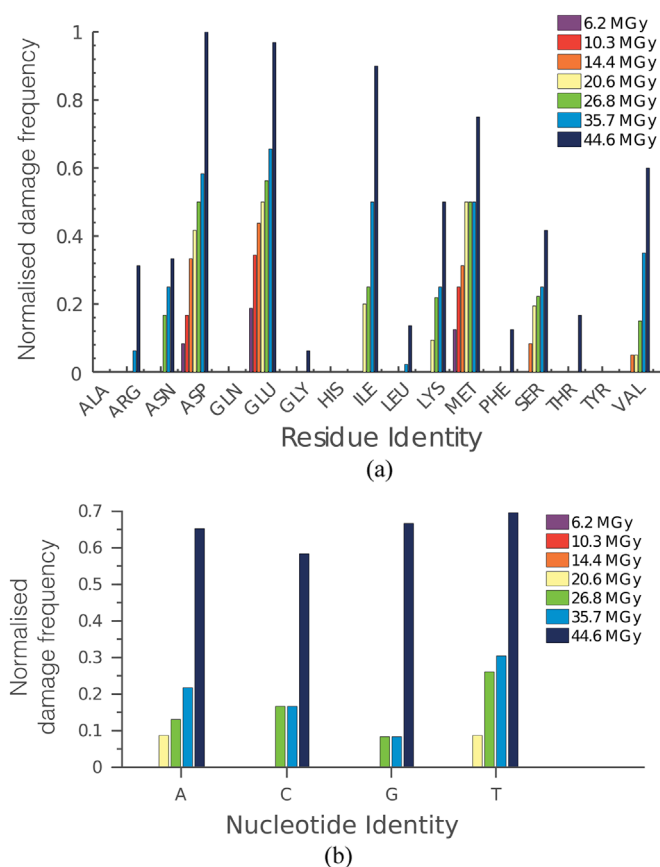 1
0.8
0.6
0.4
0.2
0
Normalised damage frequency
6.2 MGy
10.3 MGy
14.4 MGy
20.6 MGy
26.8 MGy
35.7 MGy
44.6 MGy
ALA ARG ASN ASP GLN GLU GLY HIS ILE LEU LYS MET PHE SER THR TYR VAL
Residue Identity
(a)
0.7
0.6
0.5
0.4
0.3
0.2
0.1
0
Normalised
damage frequency
6.2 MGy
10.3 MGy
14.4 MGy
20.6 MGy
26.8 MGy
35.7 MGy
44.6 MGy
A C G T
Nucleotide Identity
(b)